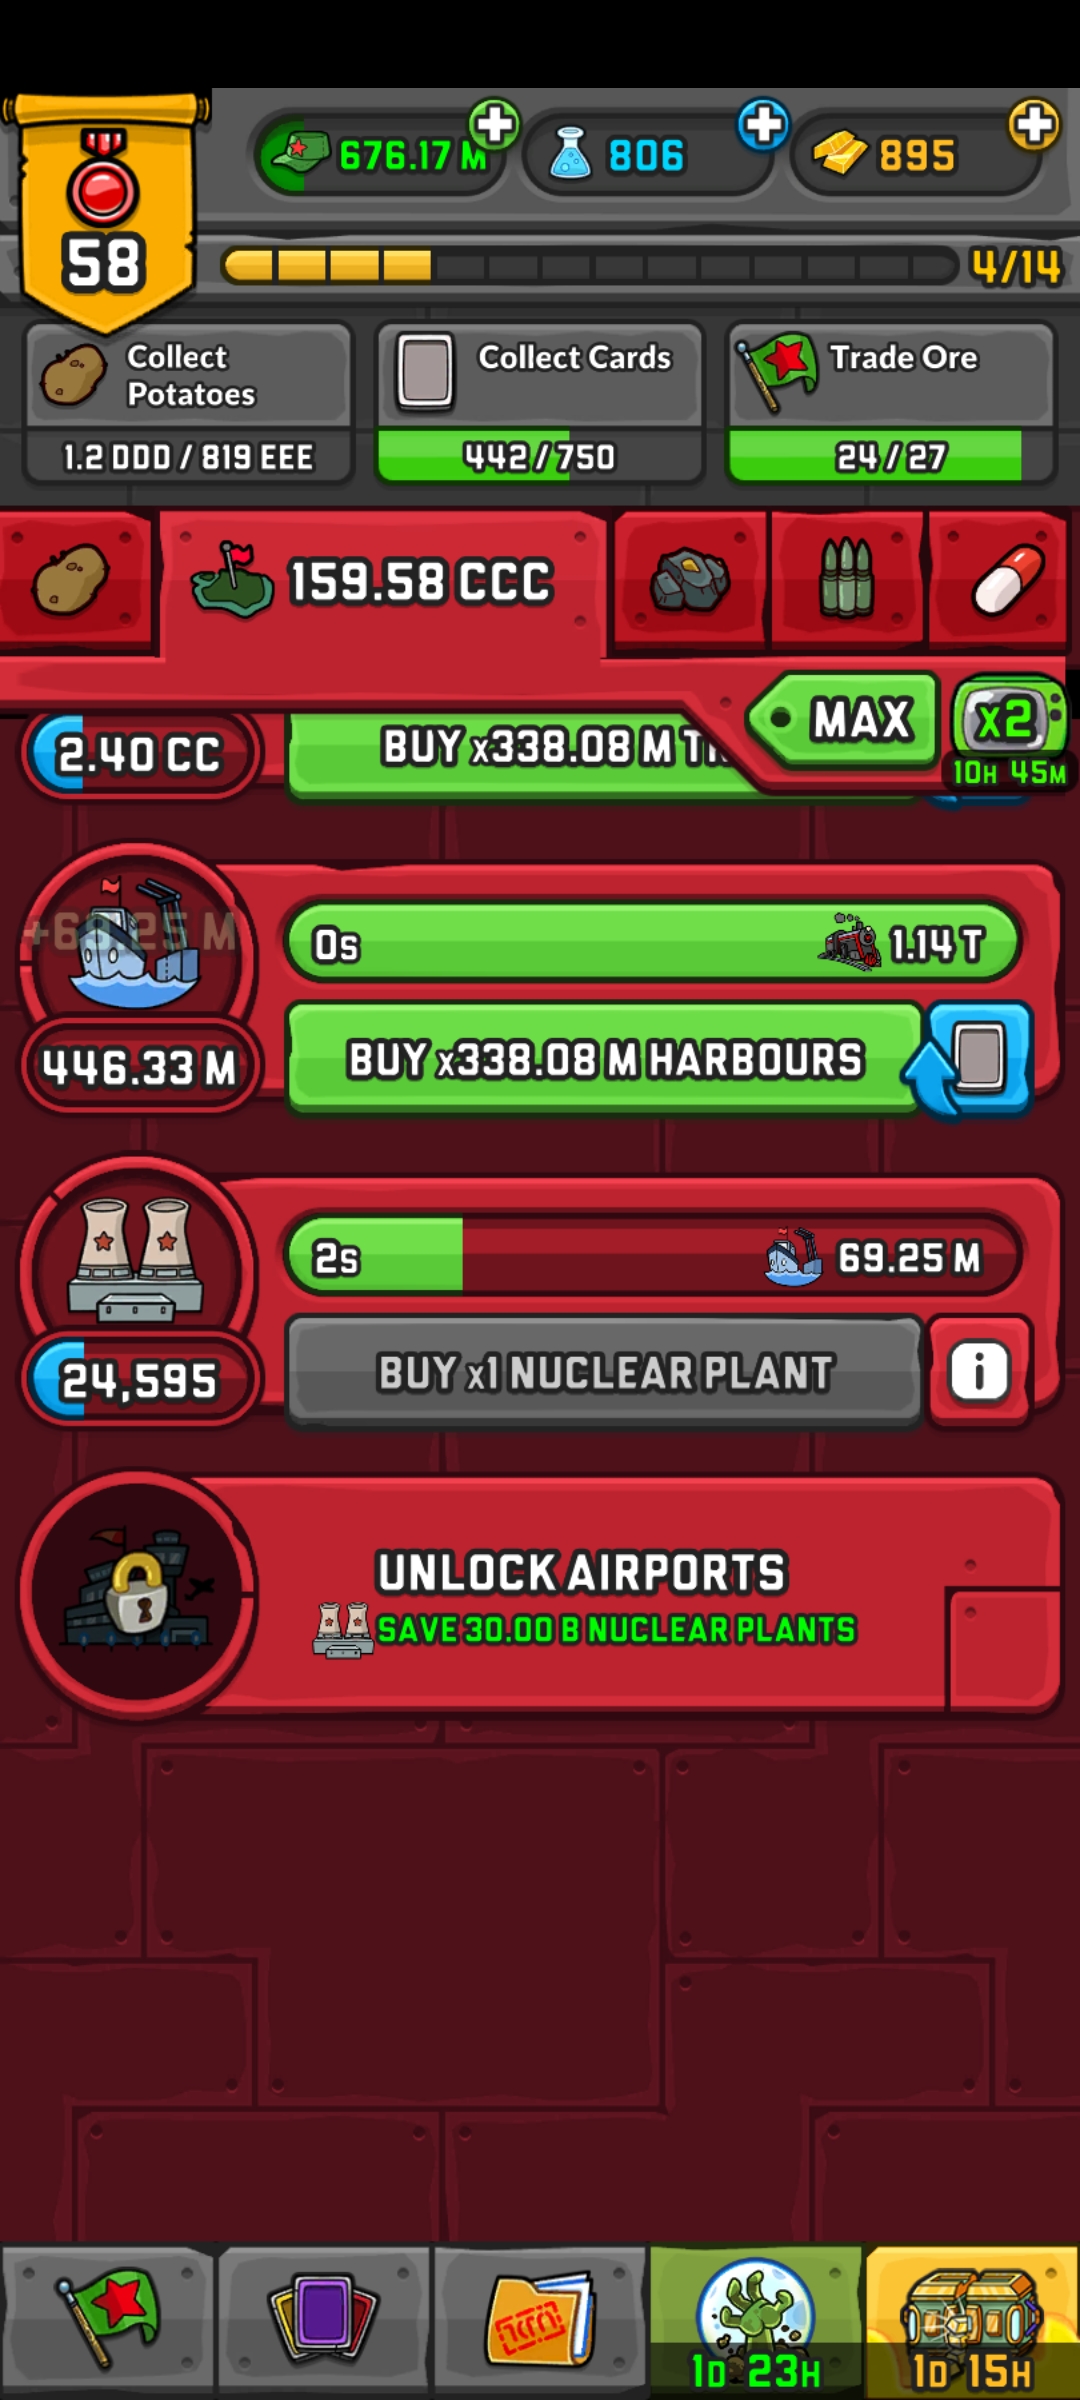 58
676.17 M
806
895
4/14
Collect
Potatoes
1.2 DDD / 819 EEE
Collect Cards
442/750
Trade Ore
24/27
159.58 CCC
MAX
x2
10H 45M
2.40 CC
BUY x338.08 M
+69.25 M
0s
1.14 T
446.33 M
BUY x338.08 M HARBOURS
2s
69.25 M
24,595
BUY x1 NUCLEAR PLANT
i
UNLOCK AIRPORTS
SAVE 30.00 B NUCLEAR PLANTS
1D 23H
1D 15H